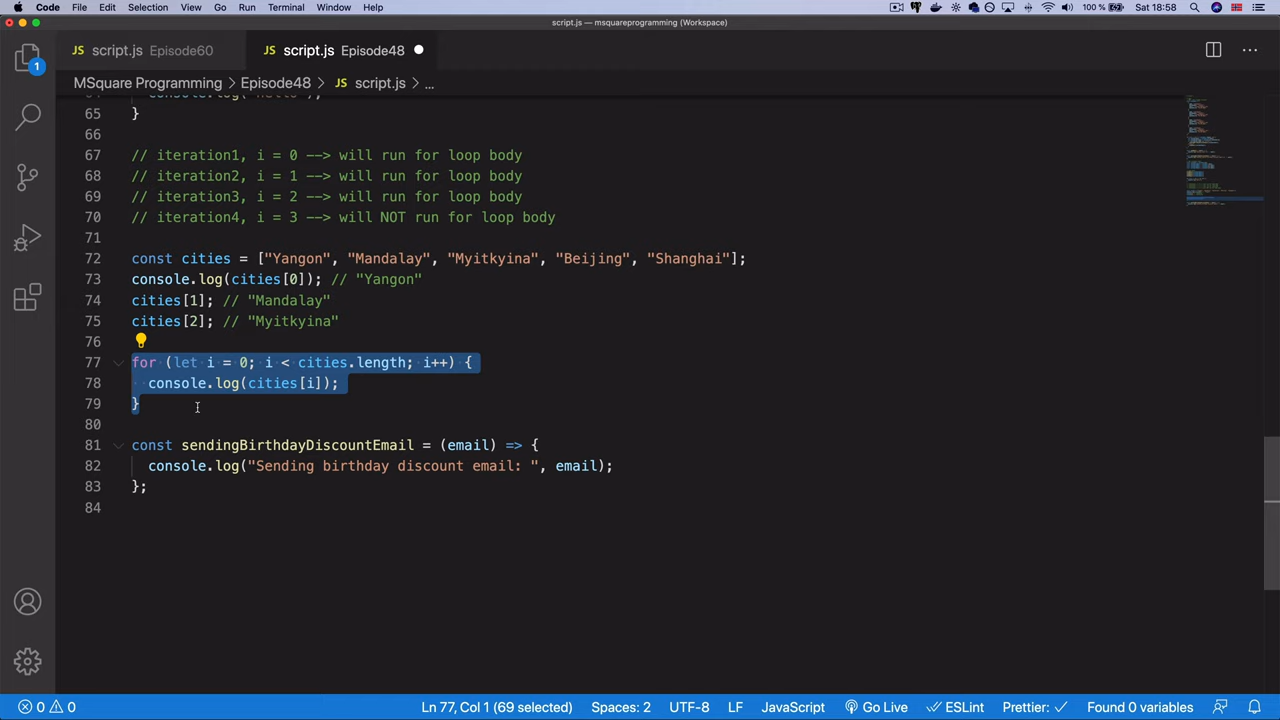 Code File Edit Selection View Go Run Terminal Window Help 100 % Sat 18:58
script.js — msquareprogramming (Workspace)
JS script.js Episode60 JS script.js Episode48
MSquare Programming > Episode48 > JS script.js > ...
1
65 }
66
67 // iteration1, i = 0 --> will run for loop body
68 // iteration2, i = 1 --> will run for loop body
69 // iteration3, i = 2 --> will run for loop body
70 // iteration4, i = 3 --> will NOT run for loop body
71
72 const cities = ["Yangon", "Mandalay", "Myitkyina", "Beijing", "Shanghai"];
73 console.log(cities[0]); // "Yangon"
74 cities[1]; // "Mandalay"
75 cities[2]; // "Myitkyina"
76
77 for (let i = 0; i < cities.length; i++) {
78 console.log(cities[i]);
79 }
80
81 const sendingBirthdayDiscountEmail = (email) => {
82 console.log("Sending birthday discount email: ", email);
83 };
84
0 0 Ln 77, Col 1 (69 selected) Spaces: 2 UTF-8 LF JavaScript Go Live ESLint Prettier: Found 0 variables